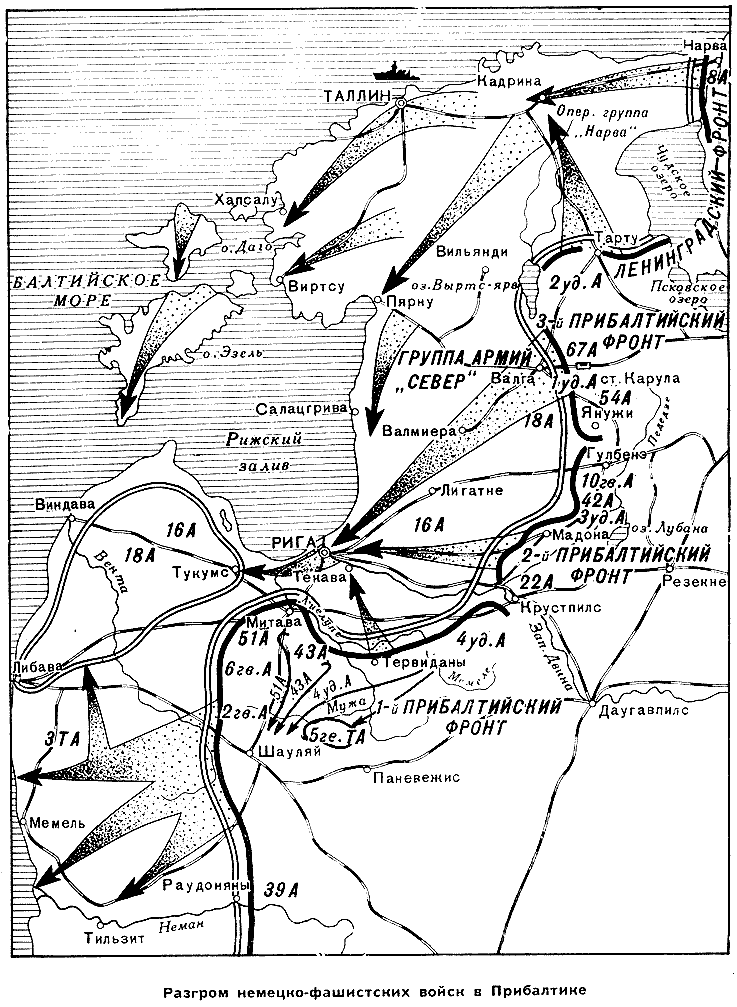 Нарва
8А
Кадрина
ТАЛЛИН
Опер. группа
„Нарва"
Чудское
озеро
ЛЕНИНГРАДСКИЙ ФРОНТ
Хапсалу
о.Даго
Тарту
Вильянди
БАЛТИЙСКОЕ
МОРЕ
Виртсу
оз.Выртс-ярв
2уд.А
Псковское
озеро
Пярну
3-й ПРИБАЛТИЙСКИЙ
ФРОНТ
о.Эзель
ГРУППА АРМИЙ
„СЕВЕР"
67А
Валга
1уд.А
ст.Карула
54А
Салацгрива
18А
Янужи
Валмиера
Педедзе
Рижский
залив
Гулбенэ
10гв.А
Лигатне
42А
Виндава
3уд.А
16А
16А
оз.Лубана
РИГА
Мадона
18А
2-й ПРИБАЛТИЙСКИЙ
ФРОНТ
Вента
Тукумс
Тенава
22А
Резекне
Крустпилс
Митава
51А
43А
4уд.А
Зап.Двина
Либава
6гв.А
Тервиданы
51А
43А
4уд.А
Мемеле
2гв.А
Мужа
1-й ПРИБАЛТИЙСКИЙ
ФРОНТ
Даугавпилс
3ТА
5гв.ТА
Шауляй
Паневежис
Мемель
Раудоняны
39А
Неман
Тильзит
Разгром немецко-фашистских войск в Прибалтике